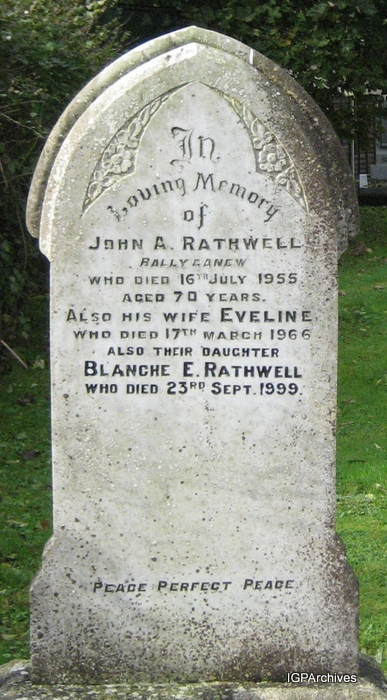 In
Loving Memory
of
JOHN A. RATHWELL
BALLYCANEW
WHO DIED 16TH JULY 1955
AGED 70 YEARS.
ALSO HIS WIFE EVELINE
WHO DIED 17TH MARCH 1966
ALSO THEIR DAUGHTER
BLANCHE E. RATHWELL
WHO DIED 23RD SEPT. 1999.
PEACE PERFECT PEACE.
IGPArchives